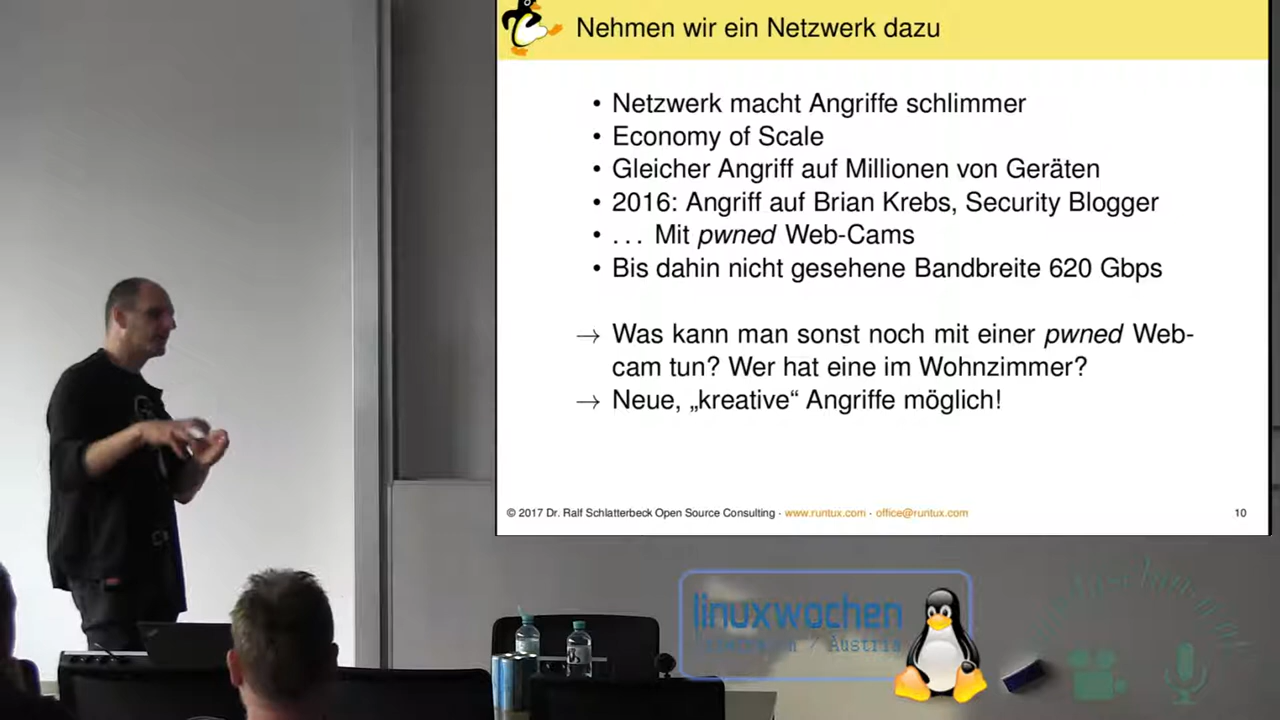 Nehmen wir ein Netzwerk dazu
• Netzwerk macht Angriffe schlimmer
• Economy of Scale
• Gleicher Angriff auf Millionen von Geräten
• 2016: Angriff auf Brian Krebs, Security Blogger
• ... Mit pwned Web-Cams
• Bis dahin nicht gesehene Bandbreite 620 Gbps
→ Was kann man sonst noch mit einer pwned Web-
cam tun? Wer hat eine im Wohnzimmer?
→ Neue, „kreative“ Angriffe möglich!
© 2017 Dr. Ralf Schlatterbeck Open Source Consulting · www.runtux.com · office@runtux.com 10
linuxwochen
/ Austria